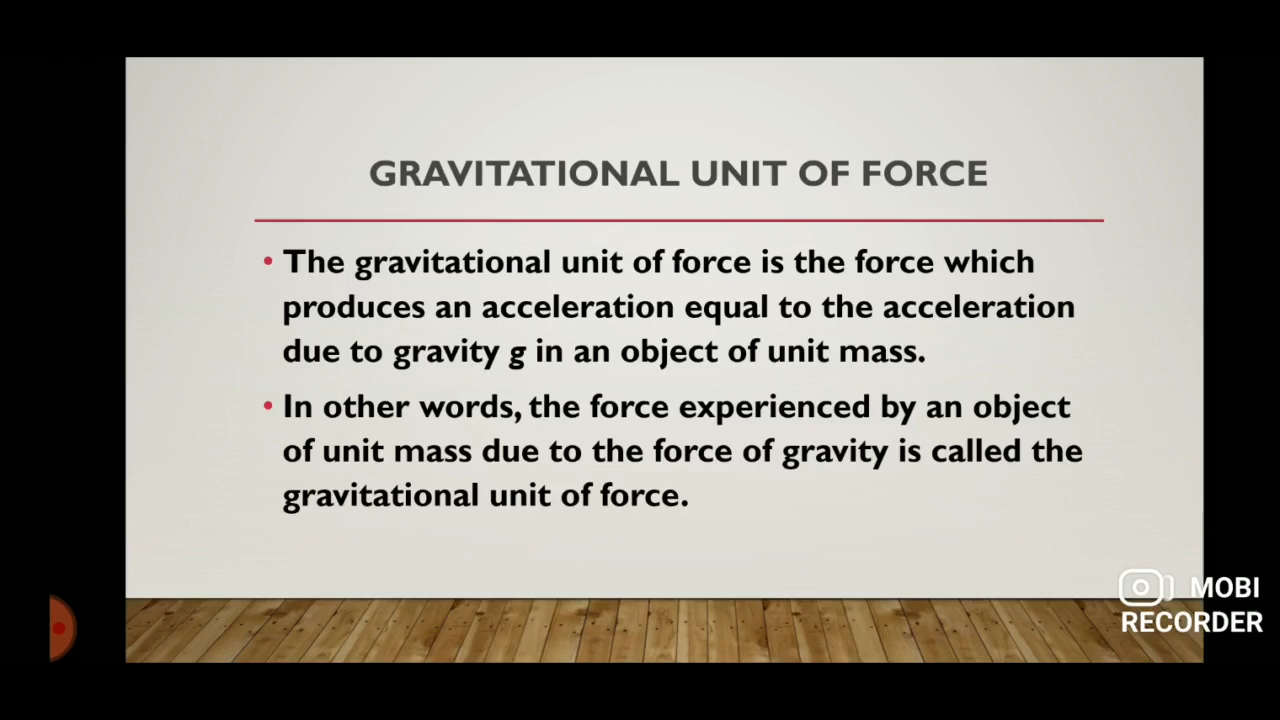 GRAVITATIONAL UNIT OF FORCE
• The gravitational unit of force is the force which
produces an acceleration equal to the acceleration
due to gravity g in an object of unit mass.
• In other words, the force experienced by an object
of unit mass due to the force of gravity is called the
gravitational unit of force.
MOBI
RECORDER